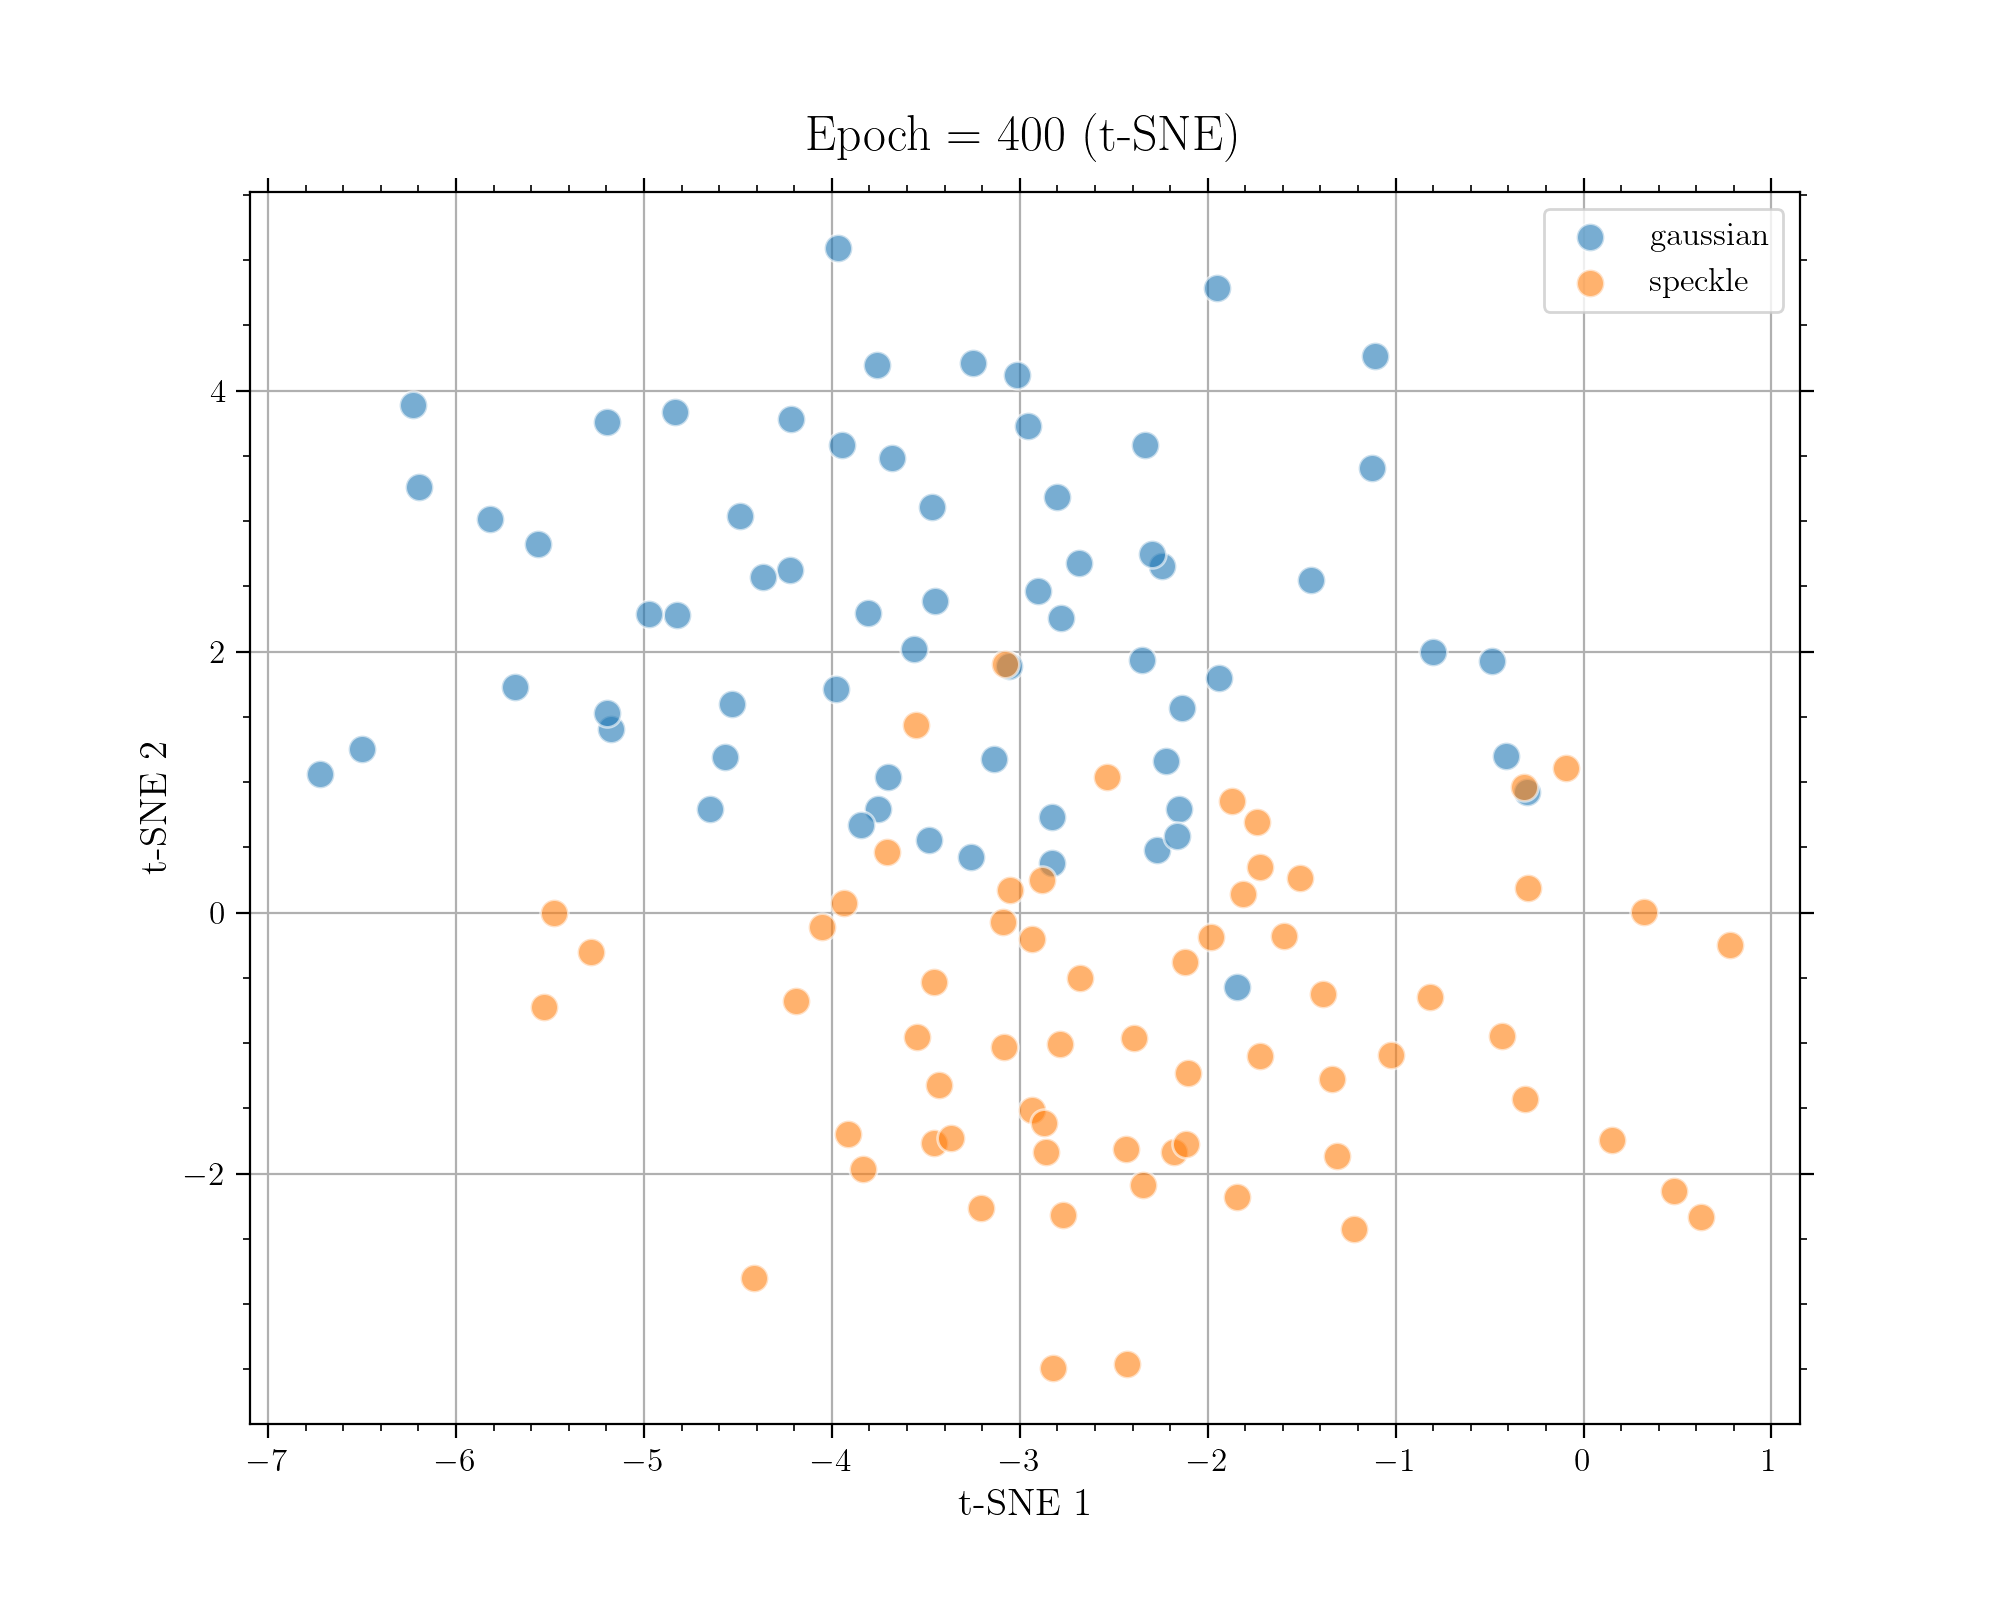 Epoch = 400 (t-SNE)
gaussian
speckle
4
2
0
−2
t-SNE 2
−7 −6 −5 −4 −3 −2 −1 0 1
t-SNE 1